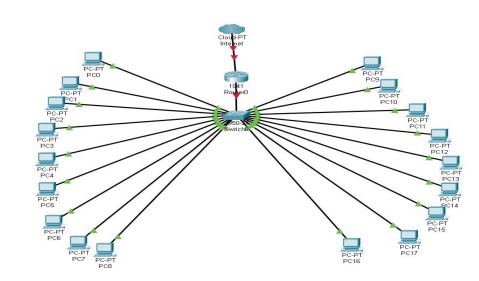 Cloud-PT
Internet
1941
Router0
Switch0
PC-PT
PC0
PC-PT
PC1
PC-PT
PC2
PC-PT
PC3
PC-PT
PC4
PC-PT
PC5
PC-PT
PC6
PC-PT
PC7
PC-PT
PC8
PC-PT
PC9
PC-PT
PC10
PC-PT
PC11
PC-PT
PC12
PC-PT
PC13
PC-PT
PC14
PC-PT
PC15
PC-PT
PC16
PC-PT
PC17